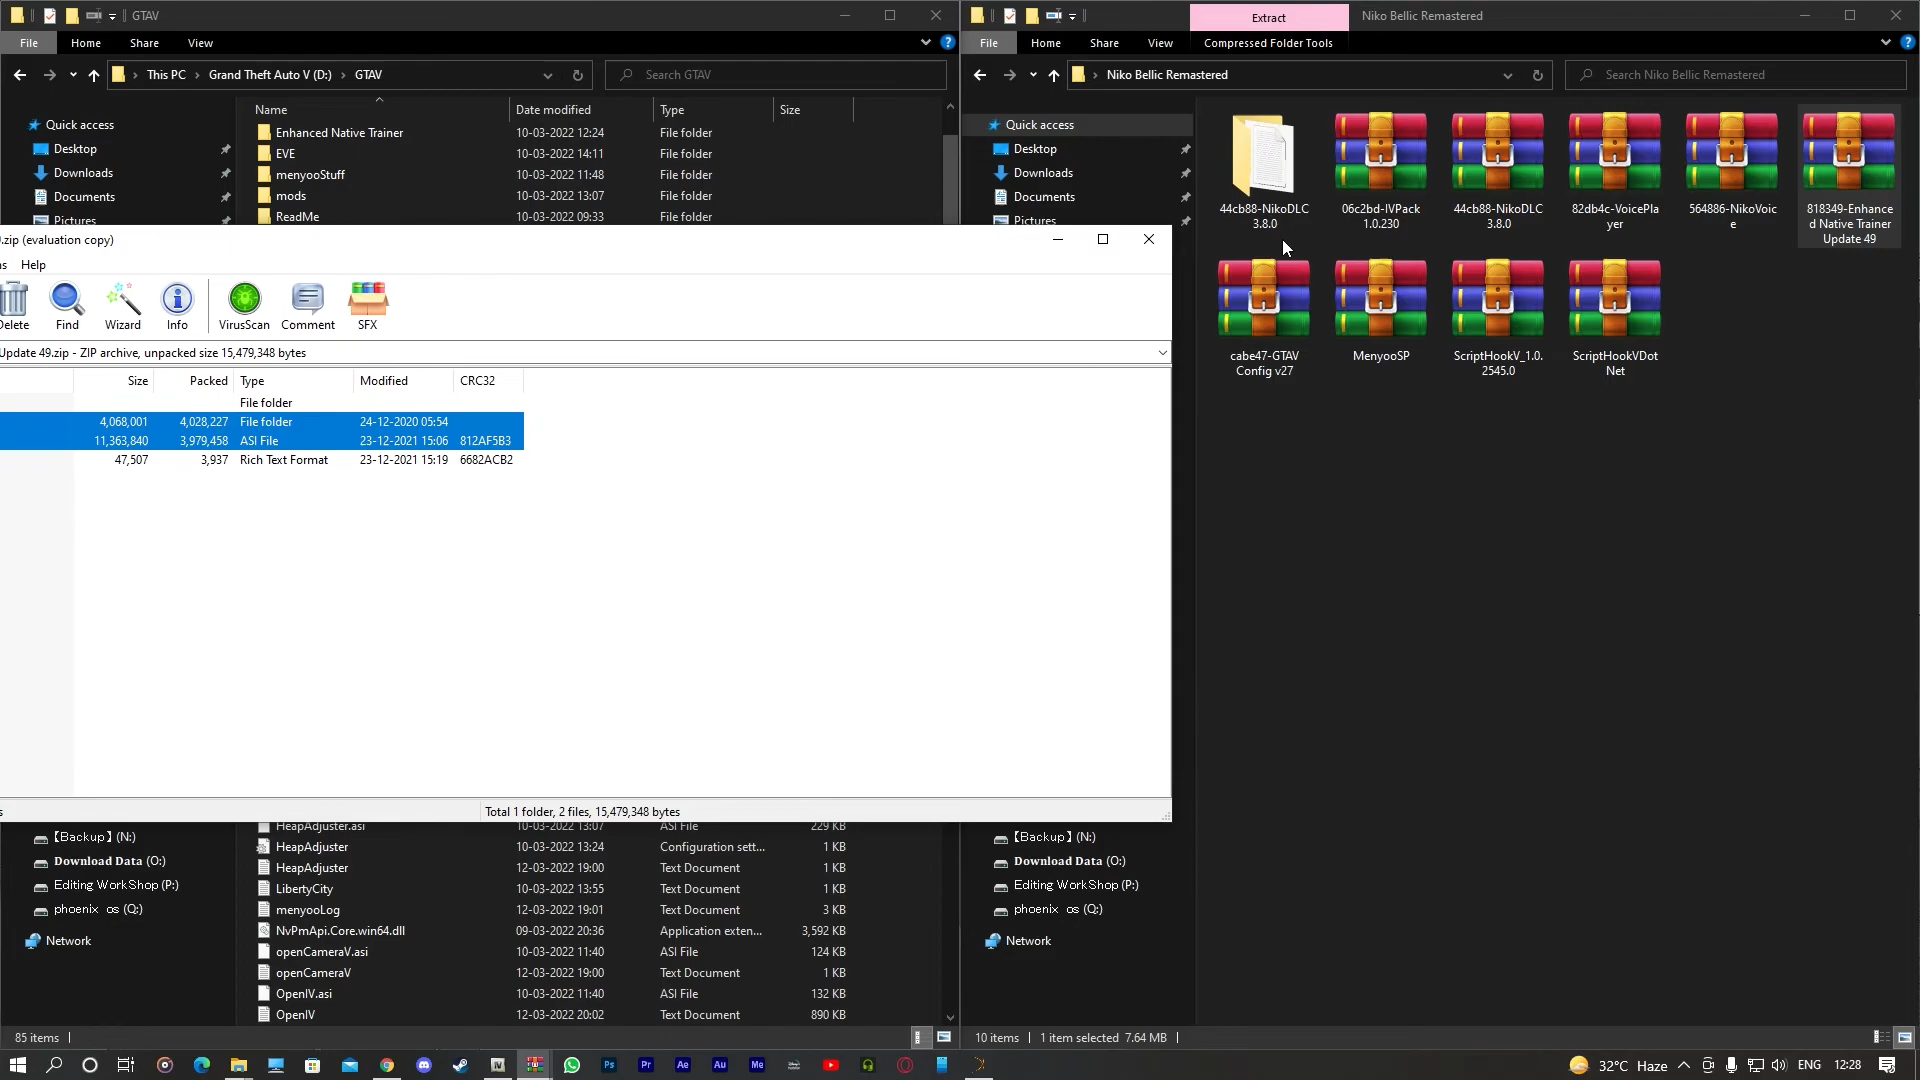 GTAV
File
Home
Share
View
This PC
Grand Theft Auto V (D:)
GTAV
Search GTAV
Name
Date modified
Type
Size
Quick access
Desktop
Downloads
Documents
Pictures
Enhanced Native Trainer 10-03-2022 12:24 File folder
EVE 10-03-2022 14:11 File folder
menyooStuff 10-03-2022 11:48 File folder
mods 10-03-2022 13:07 File folder
ReadMe 10-03-2022 09:33 File folder
.zip (evaluation copy)
ns Help
Delete Find Wizard Info VirusScan Comment SFX
Update 49.zip - ZIP archive, unpacked size 15,479,348 bytes
Size Packed Type Modified CRC32
File folder
4,068,001 4,028,227 File folder 24-12-2020 05:54
11,363,840 3,979,458 ASI File 23-12-2021 15:06 812AF5B3
47,507 3,937 Rich Text Format 23-12-2021 15:19 6682ACB2
s
Total 1 folder, 2 files, 15,479,348 bytes
【Backup】(N:)
Download Data (O:)
Editing WorkShop (P:)
phoenix os (Q:)
Network
HeapAdjuster.asi 10-03-2022 13:07 ASI File 229 KB
HeapAdjuster 10-03-2022 13:24 Configuration sett... 1 KB
HeapAdjuster 12-03-2022 19:00 Text Document 1 KB
LibertyCity 10-03-2022 13:55 Text Document 1 KB
menyooLog 12-03-2022 19:01 Text Document 3 KB
NvPmApi.Core.win64.dll 09-03-2022 20:36 Application exten... 3,592 KB
openCameraV.asi 10-03-2022 11:40 ASI File 124 KB
openCameraV 12-03-2022 19:00 Text Document 1 KB
OpenIV.asi 10-03-2022 11:40 ASI File 132 KB
OpenIV 12-03-2022 20:02 Text Document 890 KB
85 items
Extract
Niko Bellic Remastered
File
Home
Share
View
Compressed Folder Tools
Niko Bellic Remastered
Search Niko Bellic Remastered
Quick access
Desktop
Downloads
Documents
Pictures
44cb88-NikoDLC
3.8.0
06c2bd-IVPack
1.0.230
44cb88-NikoDLC
3.8.0
82db4c-VoicePla
yer
564886-NikoVoic
e
818349-Enhance
d Native Trainer
Update 49
cabe47-GTAV
Config v27
MenyooSP
ScriptHookV_1.0.
2545.0
ScriptHookVDot
Net
【Backup】(N:)
Download Data (O:)
Editing WorkShop (P:)
phoenix os (Q:)
Network
10 items
1 item selected 7.64 MB
Ps Pr Ae Au Me
32°C Haze
ENG
12:28